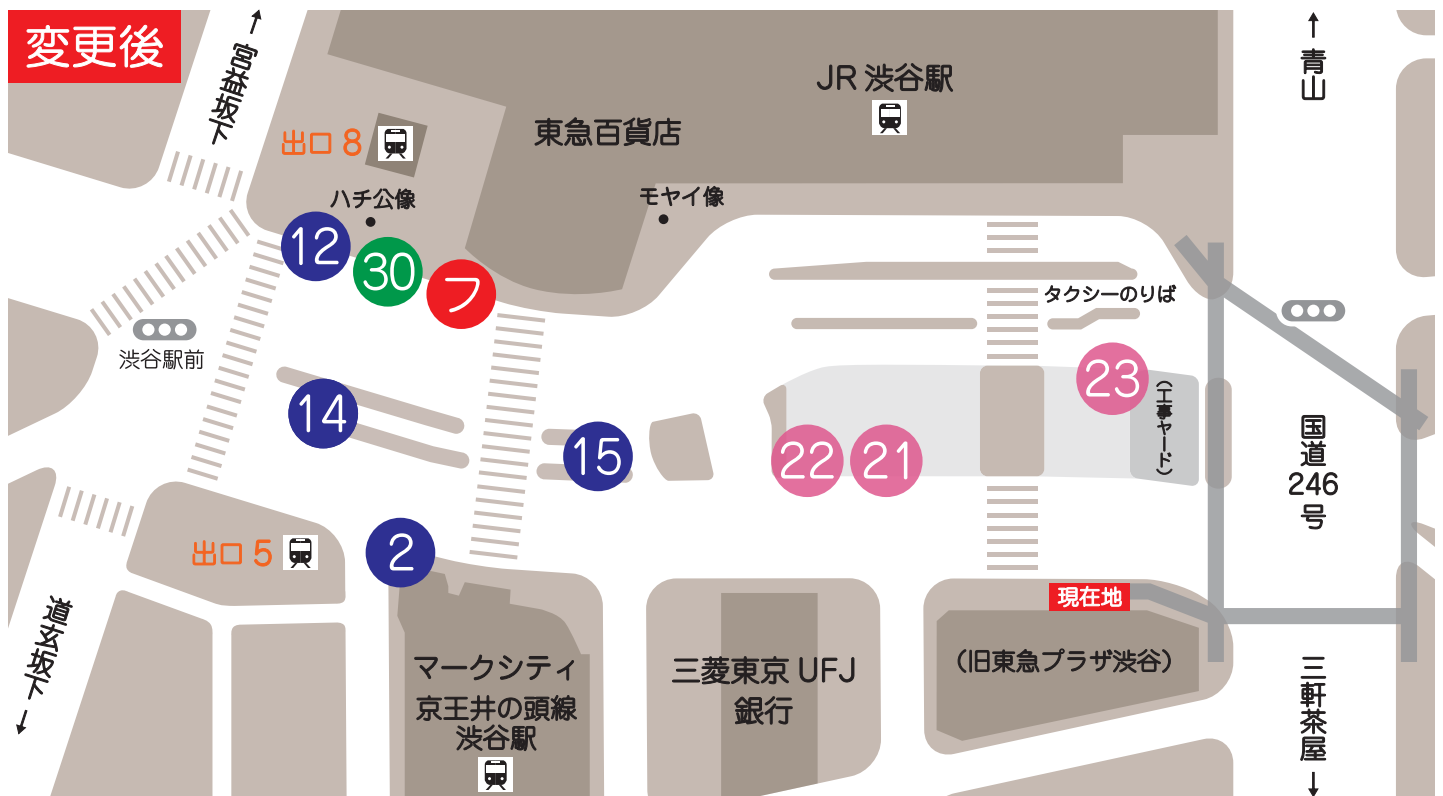 変更後
↑
宮益坂下
↑
青山
JR 渋谷駅
東急百貨店
出口 8
ハチ公像
モヤイ像
12
30
フ
タクシーのりば
渋谷駅前
14
15
22
21
23
（工事ヤード）
国道
246
号
2
出口 5
現在地
道玄坂下
↓
マークシティ
京王井の頭線
渋谷駅
三菱東京 UFJ
銀行
（旧東急プラザ渋谷）
三軒茶屋
↓